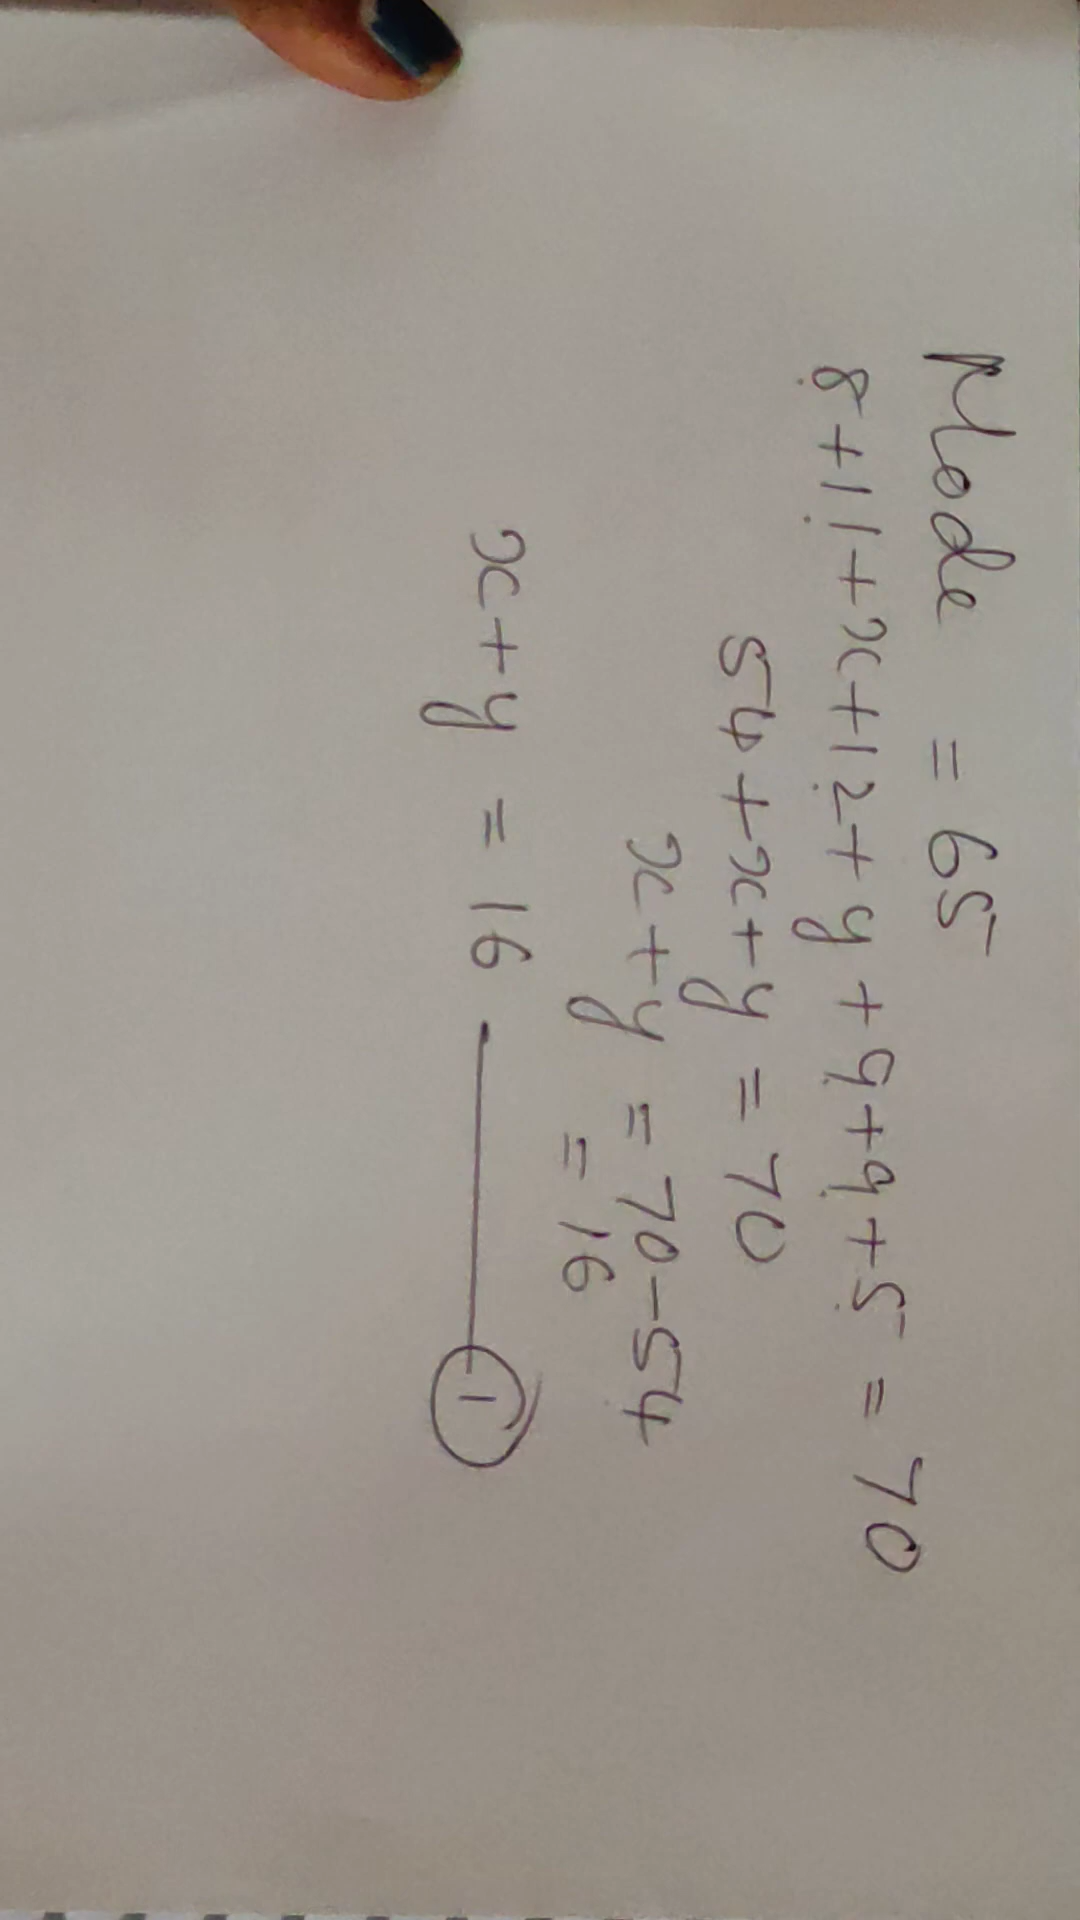 Mode = 65
8+11+x+12+y+9+9+5 = 70
54+x+y = 70
x+y = 70-54
= 16
x+y = 16 — 1